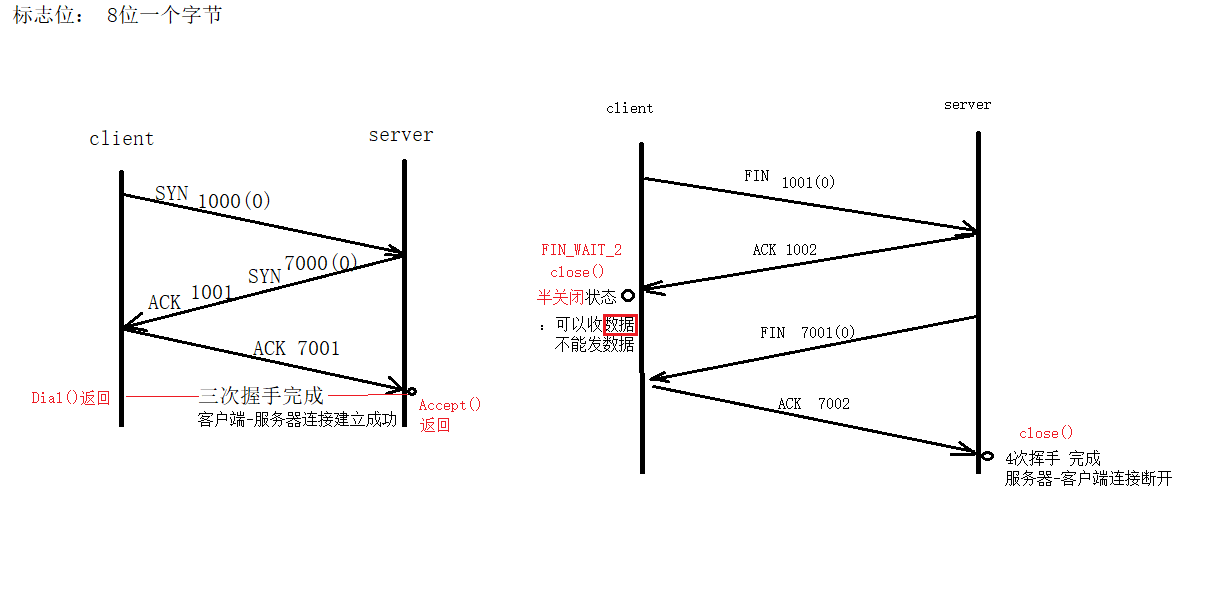 标志位： 8位一个字节
client
server
SYN 1000(0)
SYN 7000(0)
ACK 1001
ACK 7001
Dial()返回
三次握手完成
客户端-服务器连接建立成功
Accept()
返回
client
server
FIN 1001(0)
ACK 1002
FIN_WAIT_2
close()
半关闭状态
：可以收数据
不能发数据
FIN 7001(0)
ACK 7002
close()
4次挥手 完成
服务器-客户端连接断开